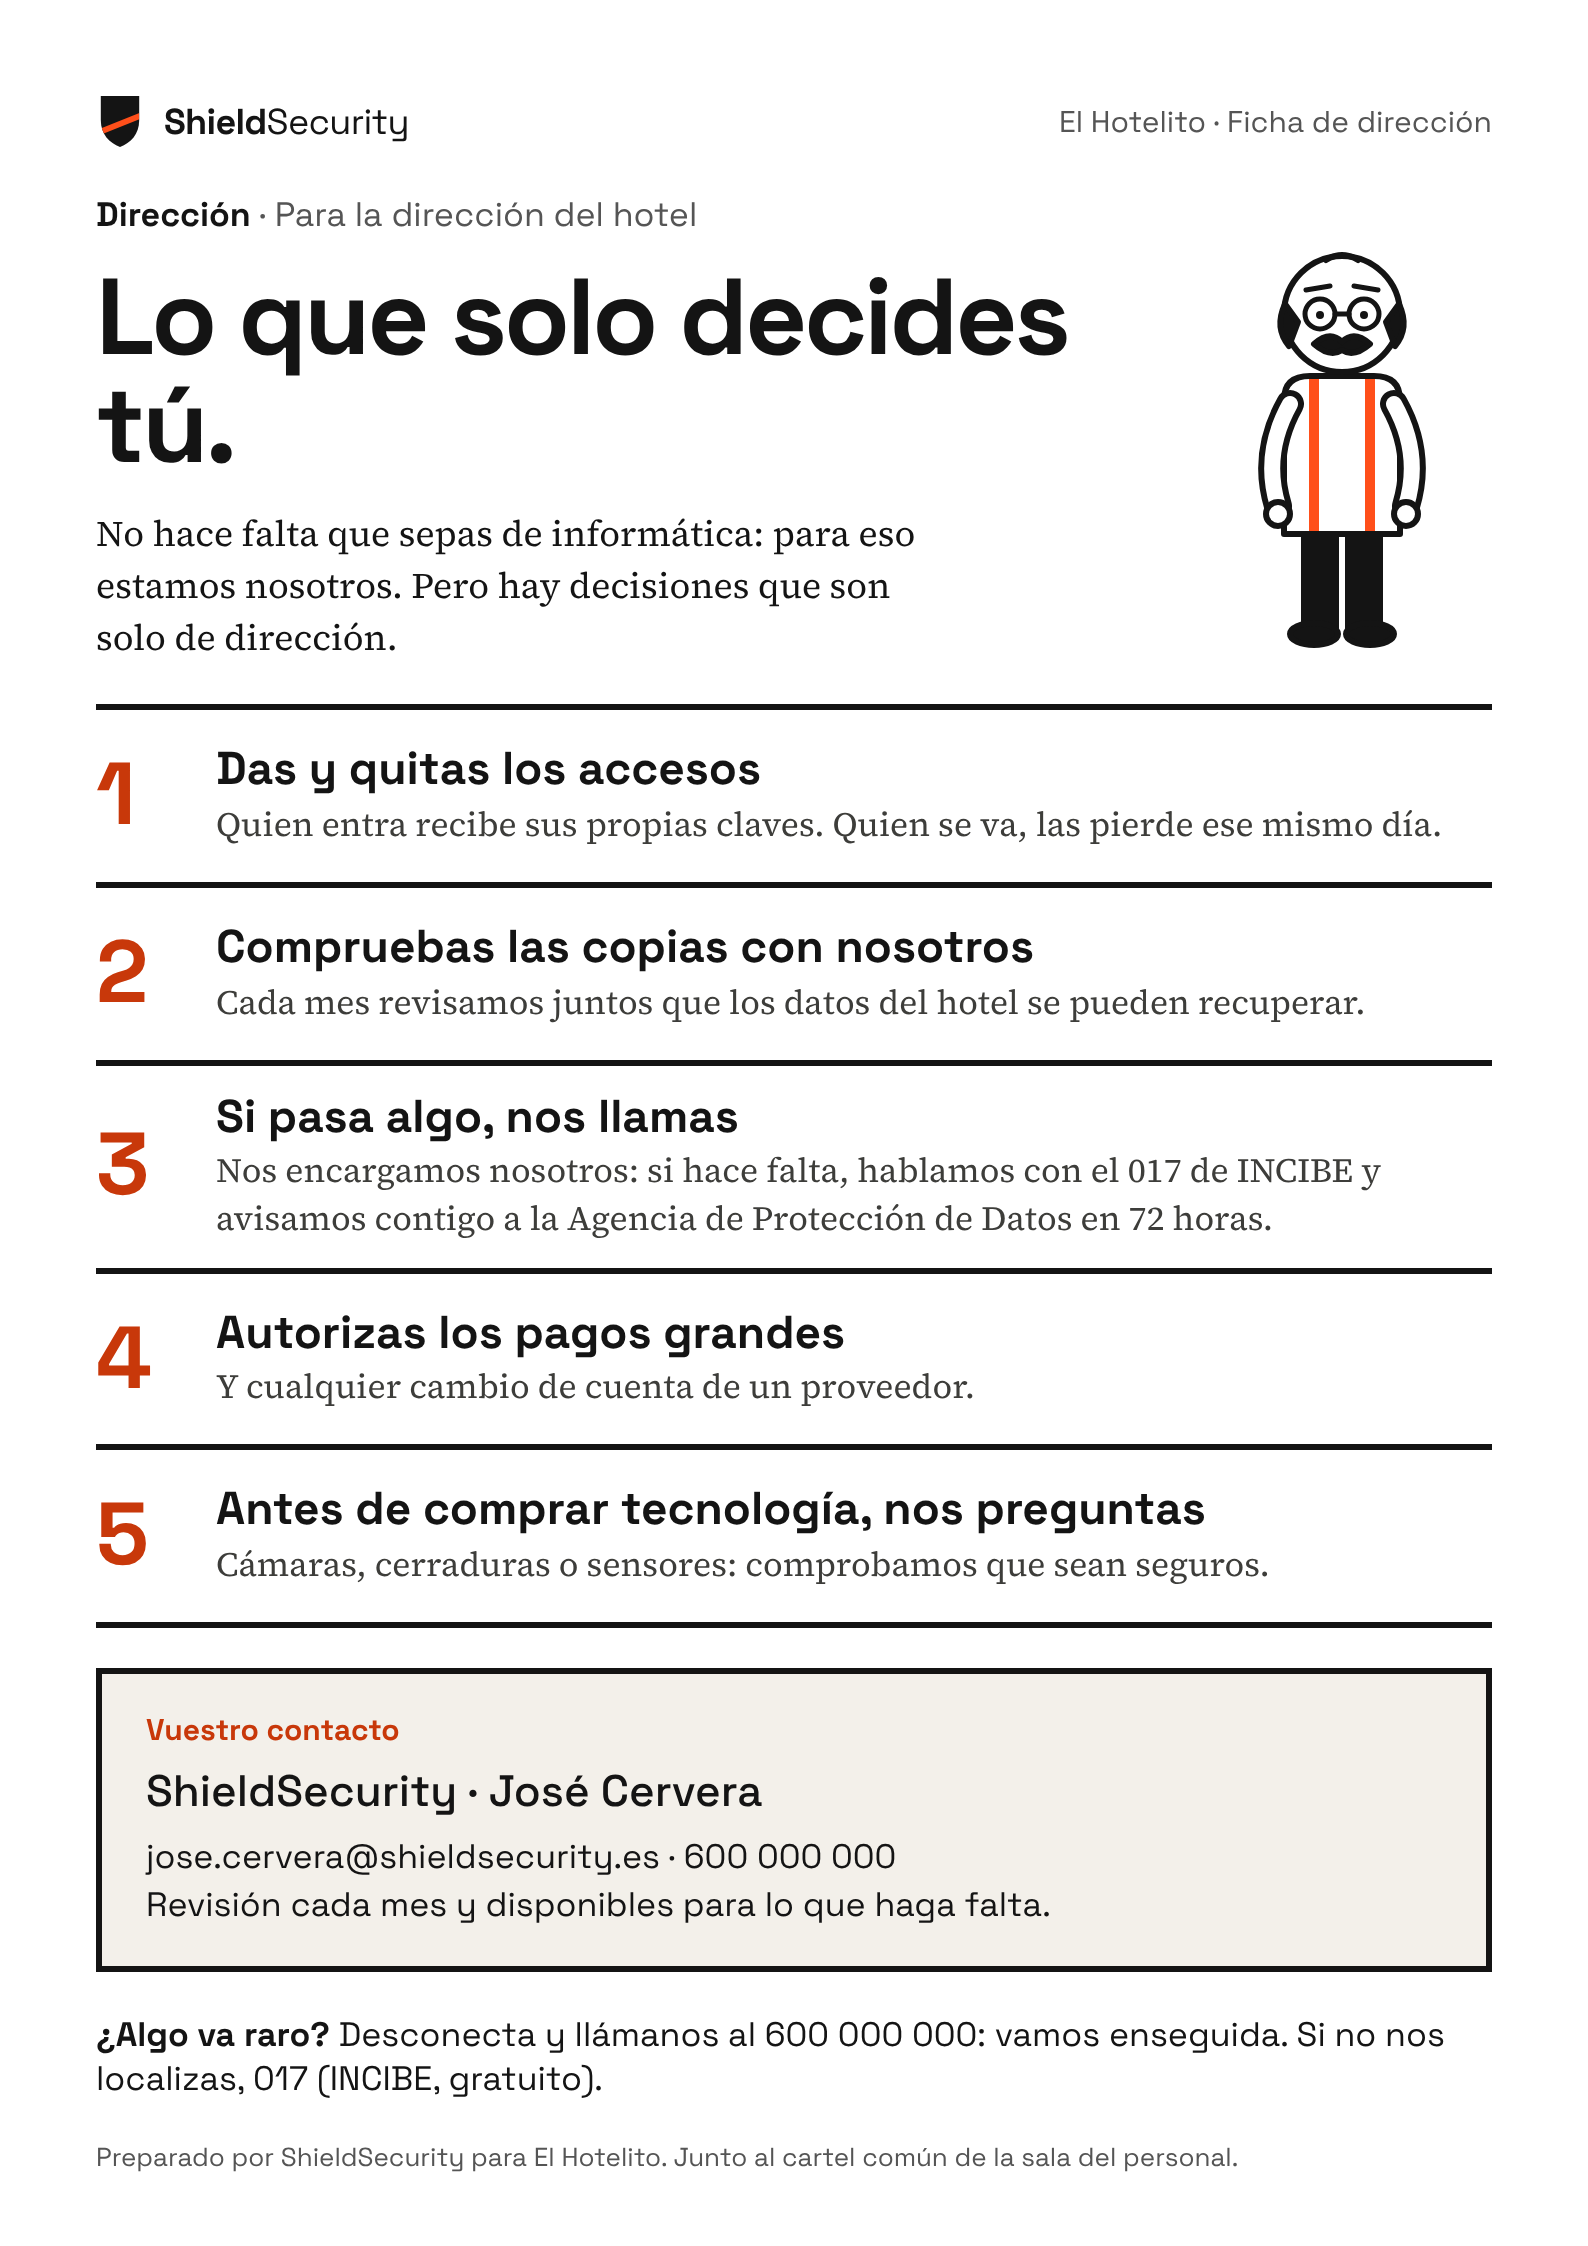 ShieldSecurity
El Hotelito · Ficha de dirección
Dirección · Para la dirección del hotel
Lo que solo decides
tú.
No hace falta que sepas de informática: para eso
estamos nosotros. Pero hay decisiones que son
solo de dirección.
1
Das y quitas los accesos
Quien entra recibe sus propias claves. Quien se va, las pierde ese mismo día.
2
Compruebas las copias con nosotros
Cada mes revisamos juntos que los datos del hotel se pueden recuperar.
3
Si pasa algo, nos llamas
Nos encargamos nosotros: si hace falta, hablamos con el 017 de INCIBE y
avisamos contigo a la Agencia de Protección de Datos en 72 horas.
4
Autorizas los pagos grandes
Y cualquier cambio de cuenta de un proveedor.
5
Antes de comprar tecnología, nos preguntas
Cámaras, cerraduras o sensores: comprobamos que sean seguros.
Vuestro contacto
ShieldSecurity · José Cervera
jose.cervera@shieldsecurity.es · 600 000 000
Revisión cada mes y disponibles para lo que haga falta.
¿Algo va raro? Desconecta y llámanos al 600 000 000: vamos enseguida. Si no nos
localizas, 017 (INCIBE, gratuito).
Preparado por ShieldSecurity para El Hotelito. Junto al cartel común de la sala del personal.